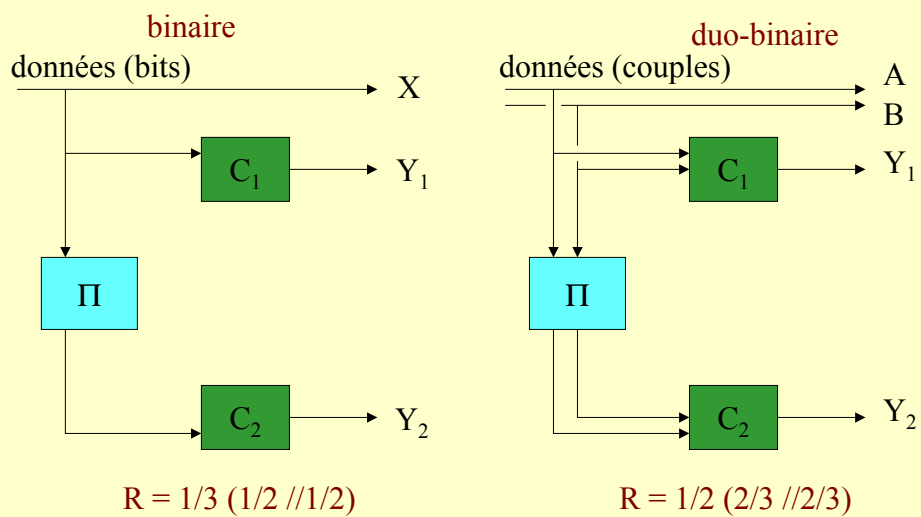 binaire
données (bits)
X
C₁
Y₁
Π
C₂
Y₂
R = 1/3 (1/2 //1/2)
duo-binaire
données (couples)
A
B
C₁
Y₁
Π
C₂
Y₂
R = 1/2 (2/3 //2/3)